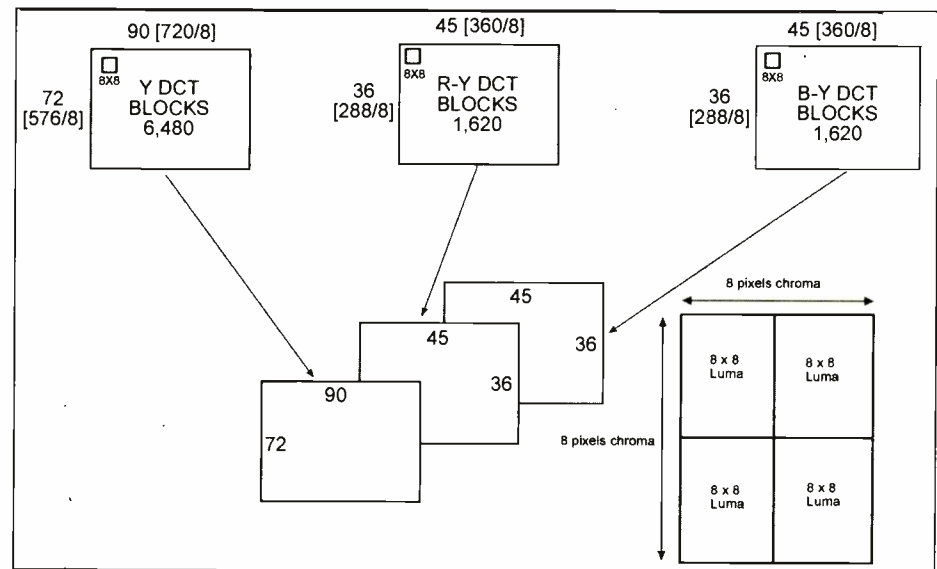 90 [720/8]
45 [360/8]
45 [360/8]
8X8
Y DCT
BLOCKS
6,480
72
[576/8]
8X8
R-Y DCT
BLOCKS
1,620
36
[288/8]
8X8
B-Y DCT
BLOCKS
1,620
36
[288/8]
45
36
45
36
90
72
8 pixels chroma
8 pixels chroma
8 x 8
Luma
8 x 8
Luma
8 x 8
Luma
8 x 8
Luma